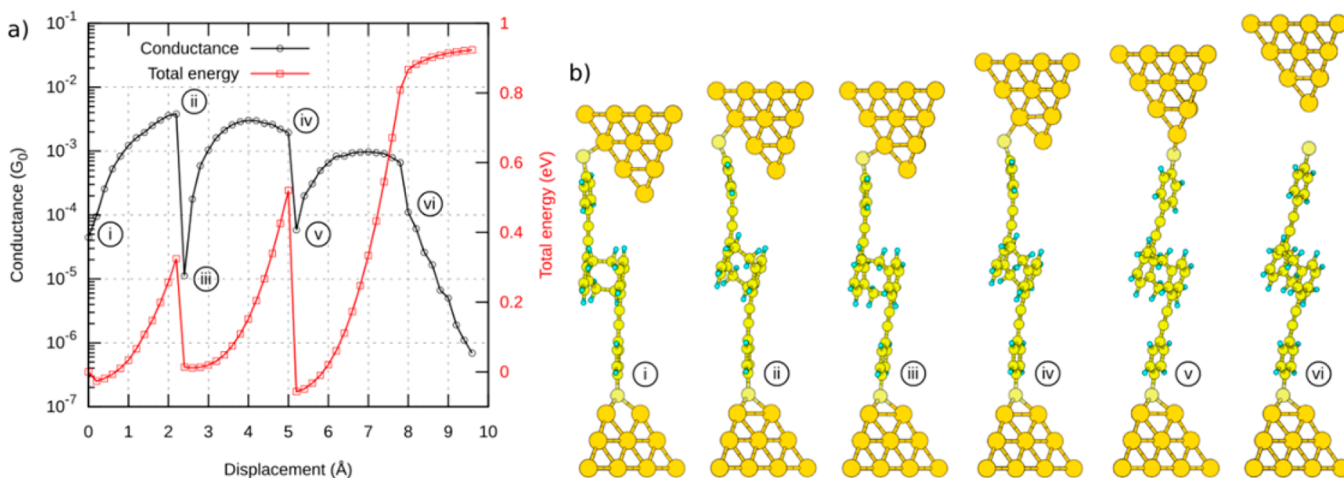 a)
Conductance
Total energy
10⁻¹
10⁻²
10⁻³
10⁻⁴
10⁻⁵
10⁻⁶
10⁻⁷
Conductance (G₀)
0 1 2 3 4 5 6 7 8 9 10
Displacement (Å)
1
0.8
0.6
0.4
0.2
0
Total energy (eV)
i
ii
iii
iv
v
vi
b)
i
ii
iii
iv
v
vi